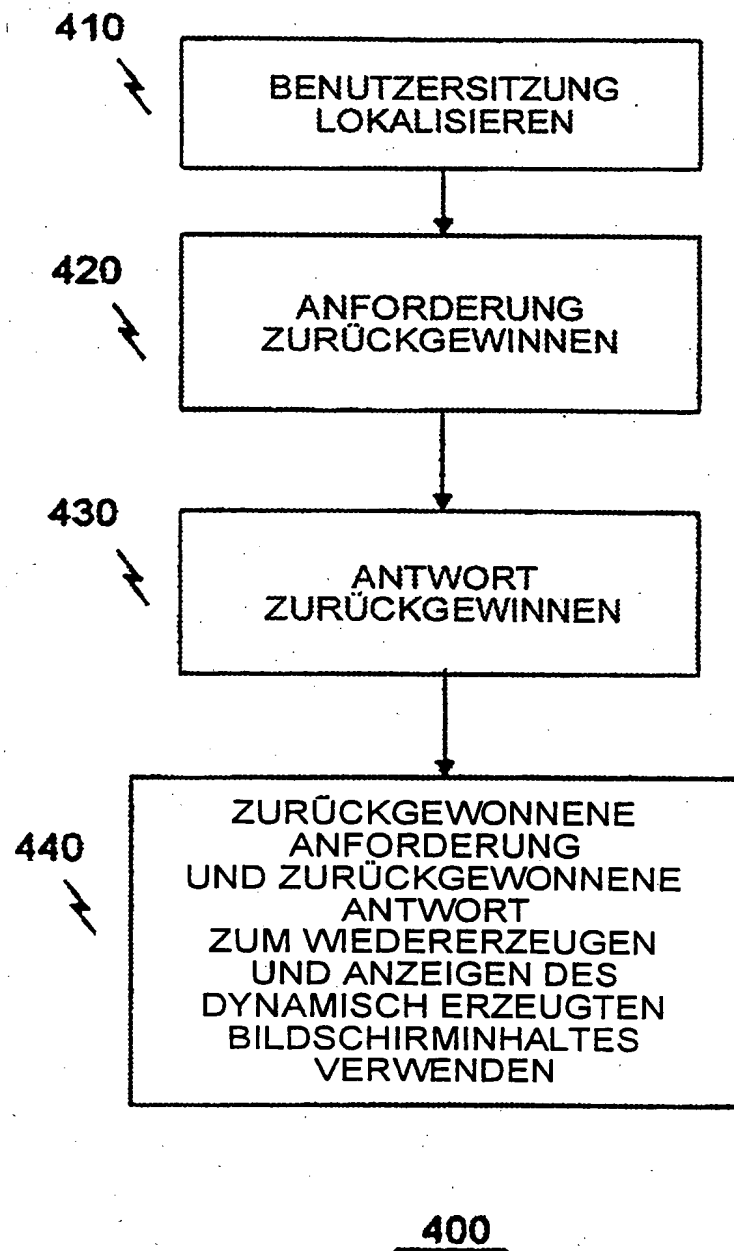 410
BENUTZERSITZUNG
LOKALISIEREN
420
ANFORDERUNG
ZURÜCKGEWINNEN
430
ANTWORT
ZURÜCKGEWINNEN
440
ZURÜCKGEWONNENE
ANFORDERUNG
UND ZURÜCKGEWONNENE
ANTWORT
ZUM WIEDERERZEUGEN
UND ANZEIGEN DES
DYNAMISCH ERZEUGTEN
BILDSCHIRMINHALTES
VERWENDEN
400